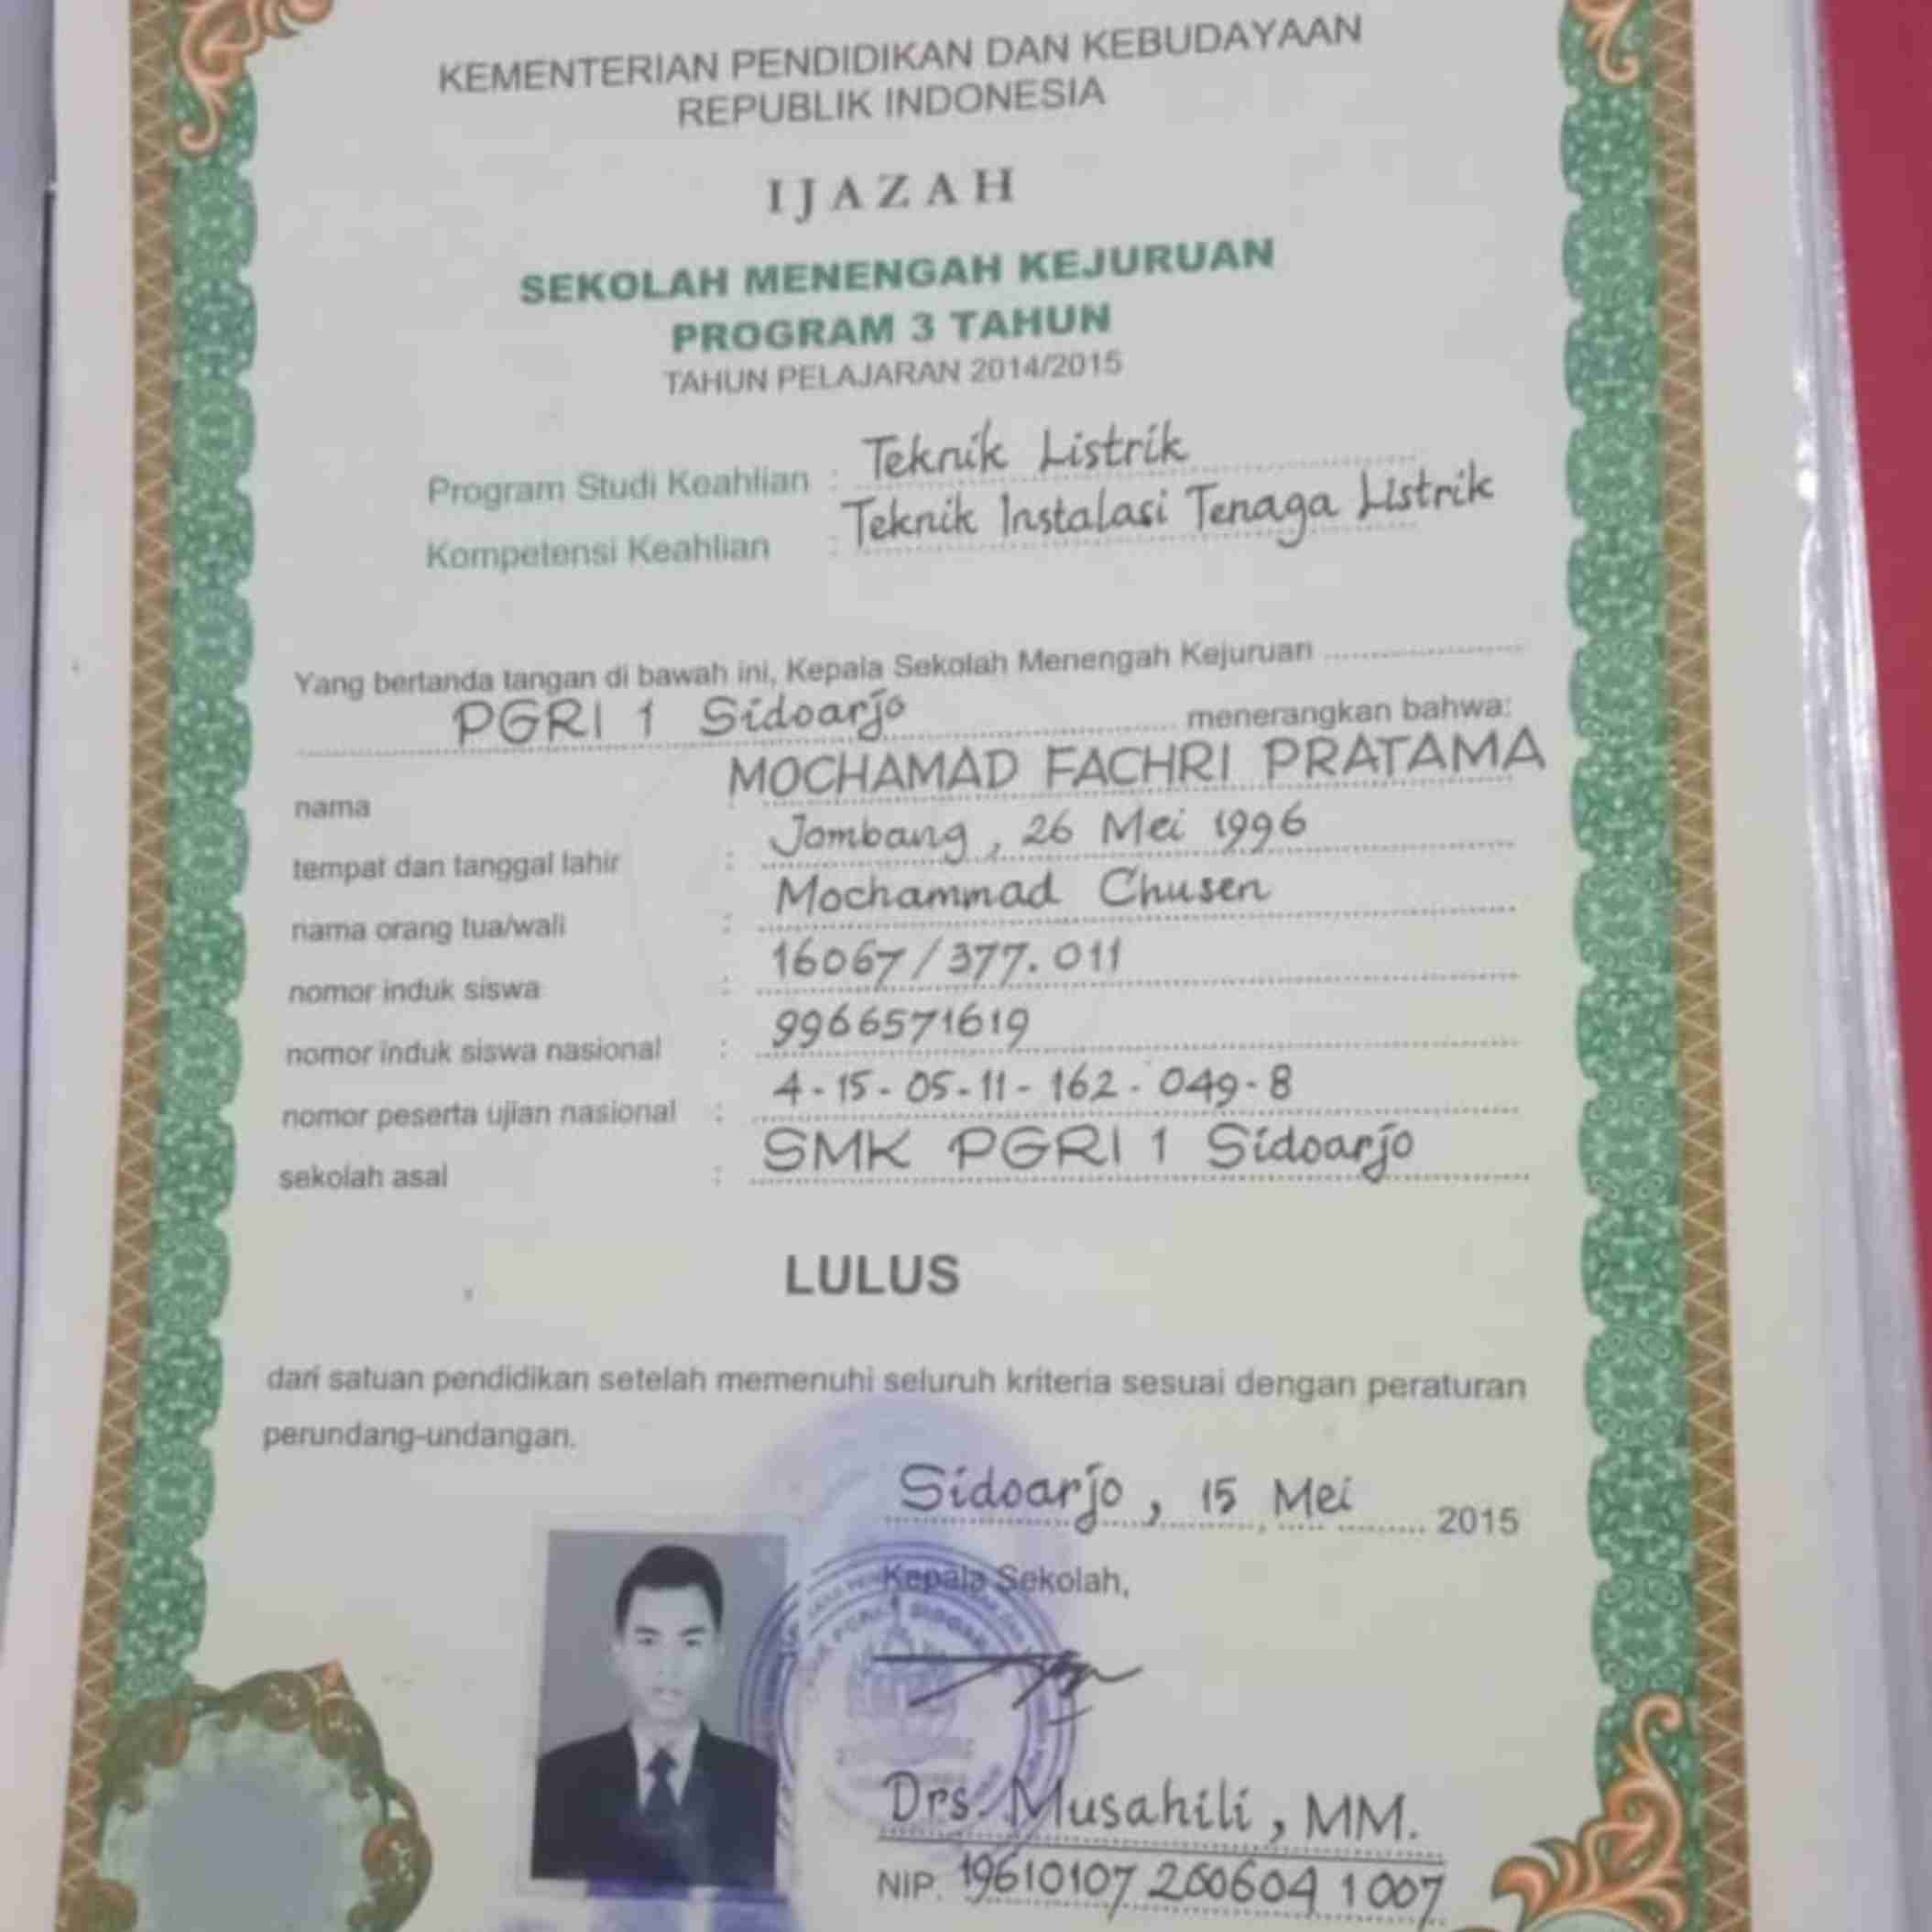 KEMENTERIAN PENDIDIKAN DAN KEBUDAYAAN
REPUBLIK INDONESIA
IJAZAH
SEKOLAH MENENGAH KEJURUAN
PROGRAM 3 TAHUN
TAHUN PELAJARAN 2014/2015
Program Studi Keahlian : Teknik Listrik
Kompetensi Keahlian : Teknik Instalasi Tenaga Listrik
Yang bertanda tangan di bawah ini, Kepala Sekolah Menengah Kejuruan
PGRI 1 Sidoarjo menerangkan bahwa:
nama : MOCHAMAD FACHRI PRATAMA
tempat dan tanggal lahir : Jombang, 26 Mei 1996
nama orang tua/wali : Mochammad Chusen
nomor induk siswa : 16067/377.011
nomor induk siswa nasional : 9966571619
nomor peserta ujian nasional : 4-15-05-11-162-049-8
sekolah asal : SMK PGRI 1 Sidoarjo
LULUS
dari satuan pendidikan setelah memenuhi seluruh kriteria sesuai dengan peraturan
perundang-undangan.
Sidoarjo, 15 Mei 2015
Kepala Sekolah,
Drs. Musahili, MM.
NIP. 19610107 200604 1 007